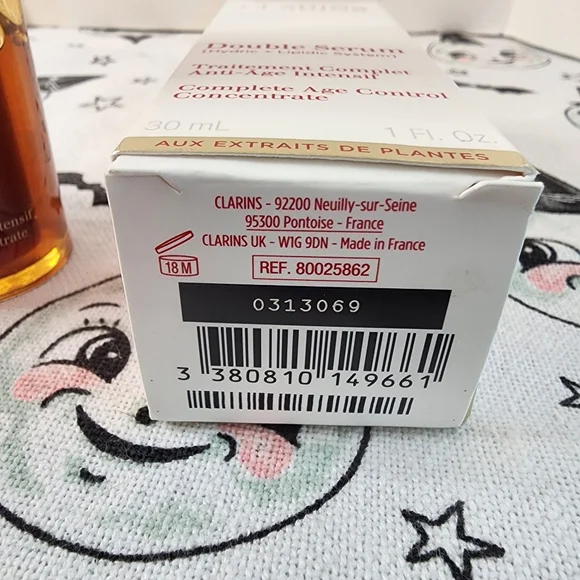 Double Serum
Traitement Complet
Anti-Age Intensif
Complete Age Control
Concentrate
30 mL 1 Fl. Oz.
AUX EXTRAITS DE PLANTES
CLARINS - 92200 Neuilly-sur-Seine
95300 Pontoise - France
CLARINS UK - W1G 9DN - Made in France
18 M
REF. 80025862
0313069
3 380810 149661